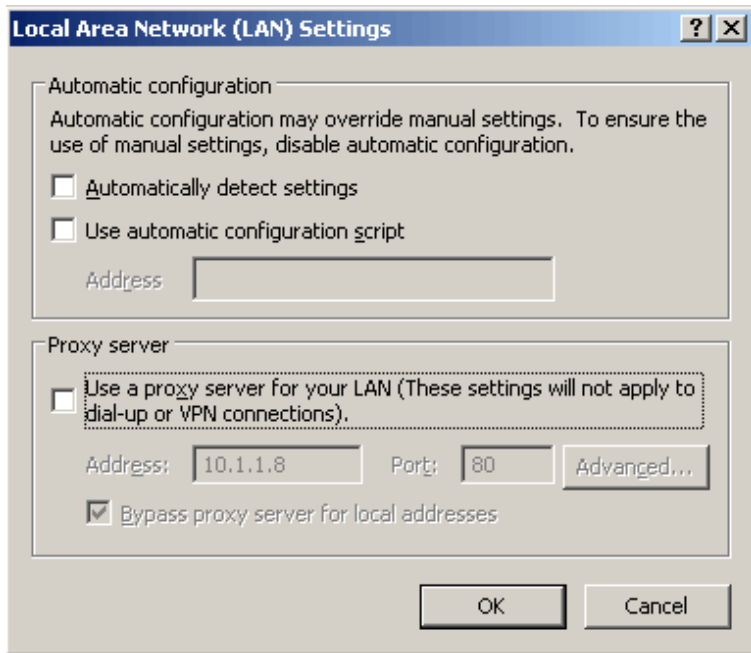 Local Area Network (LAN) Settings
Automatic configuration
Automatic configuration may override manual settings. To ensure the
use of manual settings, disable automatic configuration.
Automatically detect settings
Use automatic configuration script
Address
Proxy server
Use a proxy server for your LAN (These settings will not apply to
dial-up or VPN connections).
Address: 10.1.1.8 Port: 80 Advanced...
Bypass proxy server for local addresses
OK Cancel